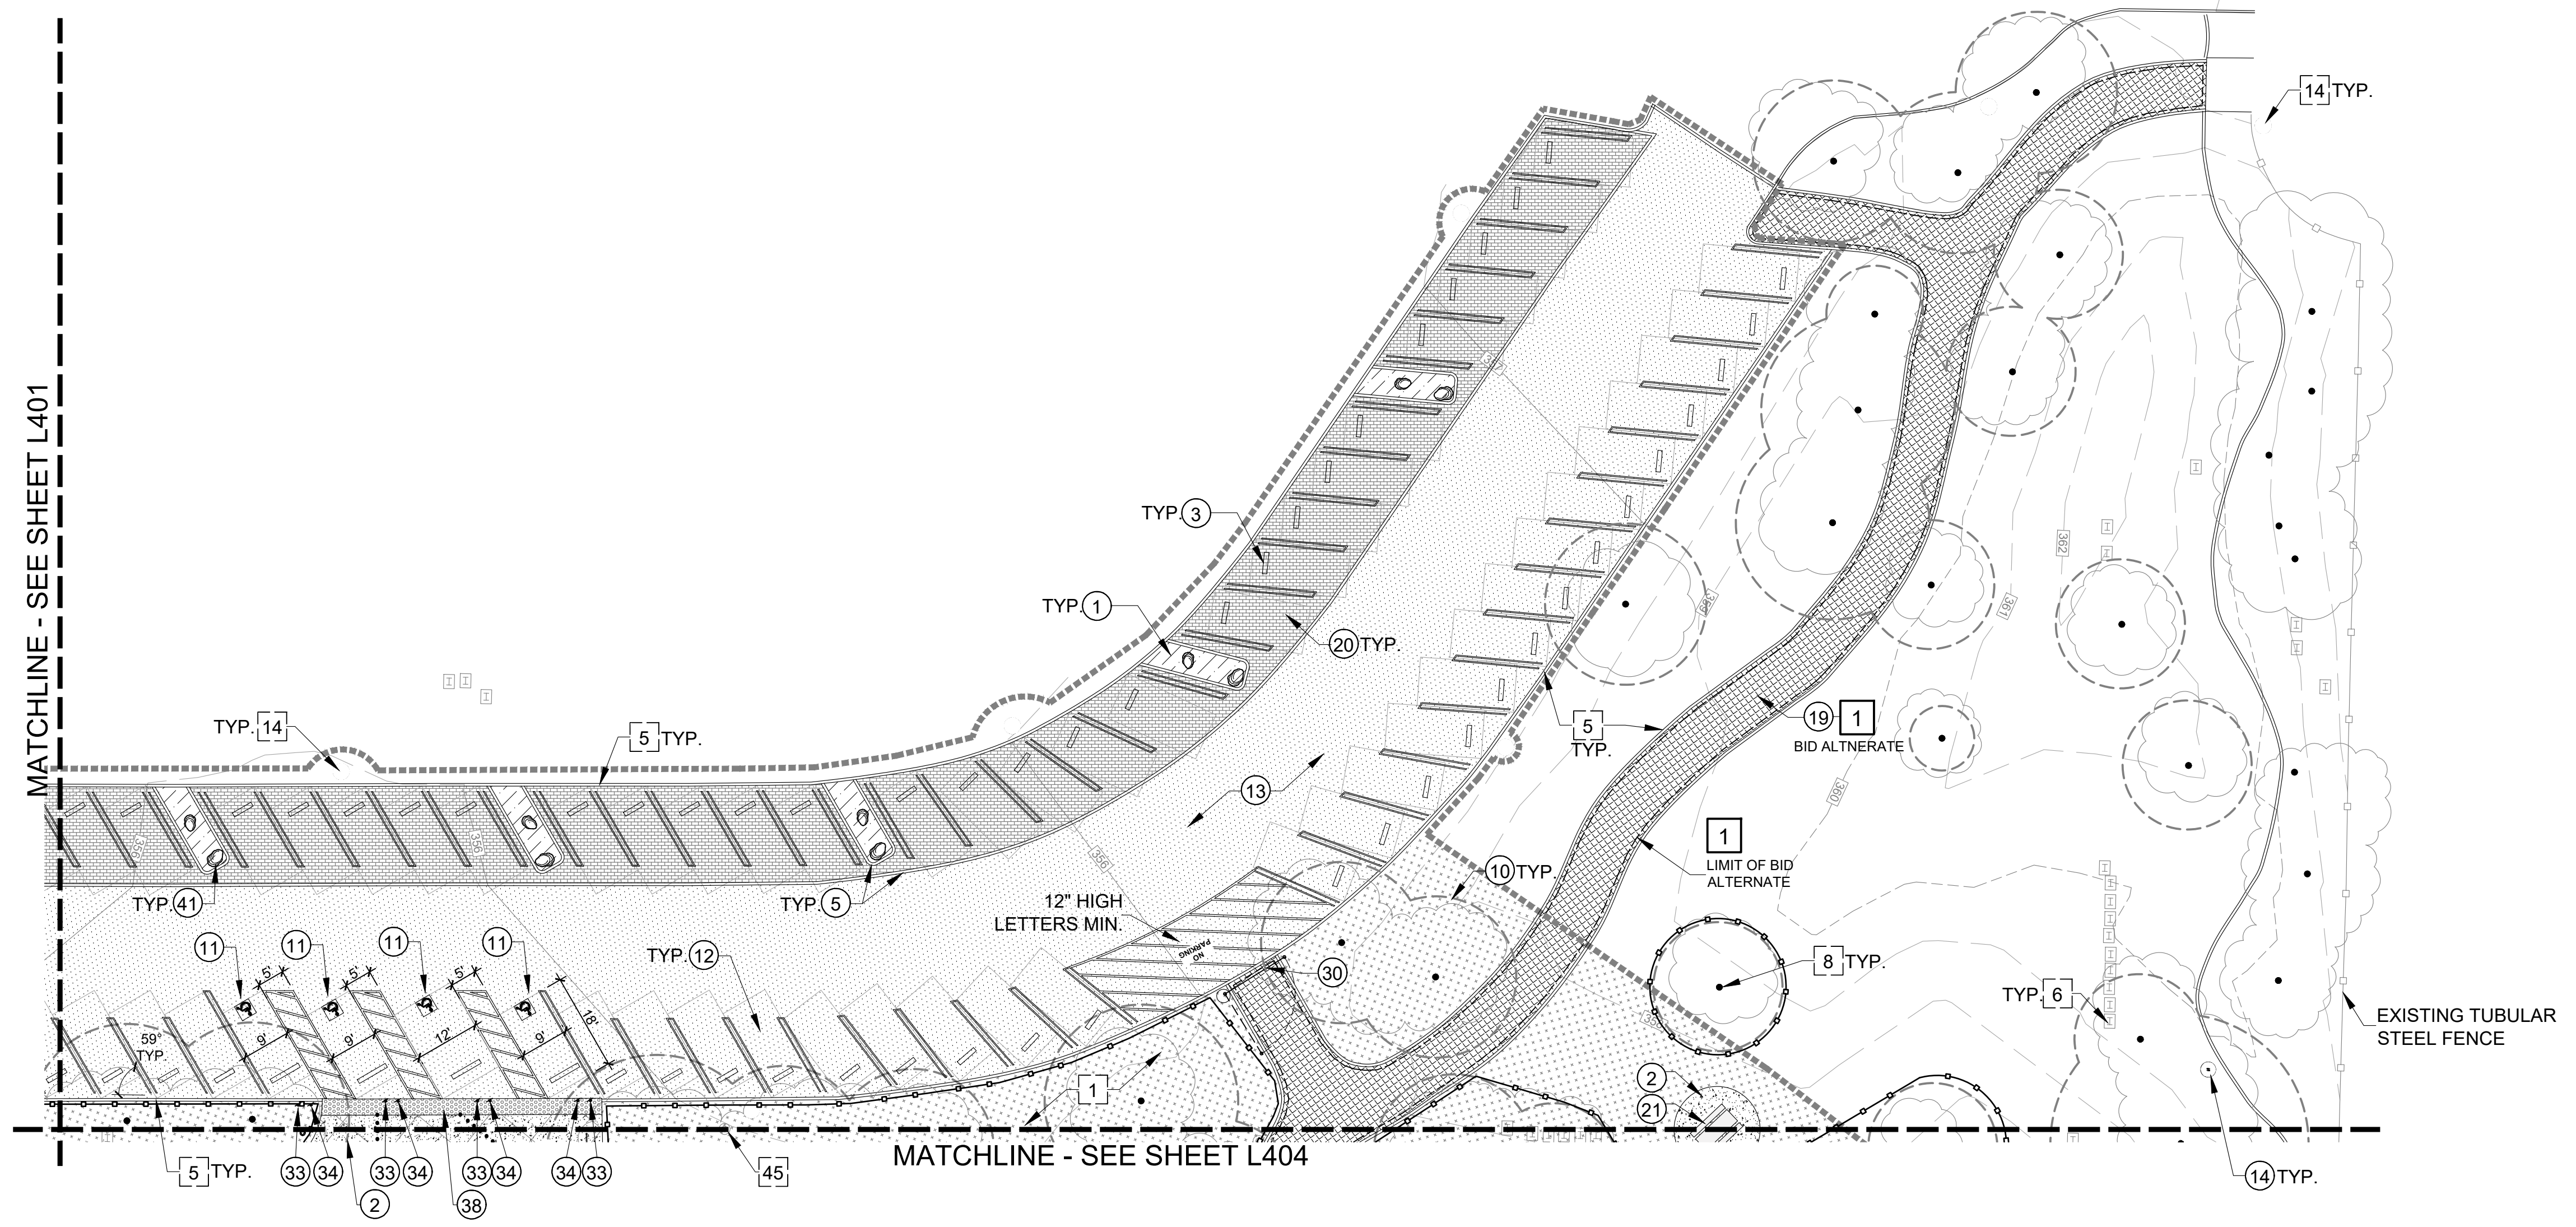 MATCHLINE - SEE SHEET L401
14 TYP.
TYP. 3
TYP. 1
20 TYP.
TYP. 14
5 TYP.
5
TYP.
19 1
BID ALTNERATE
362
361
360
356
356
13
1
LIMIT OF BID
ALTERNATE
10 TYP.
TYP. 41
TYP. 5
12" HIGH
LETTERS MIN.
NO
PARKING
11
11
11
11
TYP. 12
30
8 TYP.
TYP. 6
EXISTING TUBULAR
STEEL FENCE
5'
5'
5'
18'
9'
9'
12'
9'
59°
TYP.
1
2
21
14 TYP.
MATCHLINE - SEE SHEET L404
5 TYP.
33
34
33
34
33
34
34
33
45
2
38